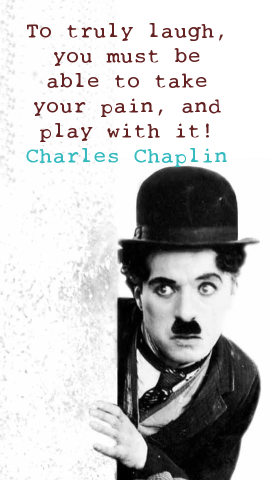 To truly laugh,
you must be
able to take
your pain, and
play with it!
Charles Chaplin